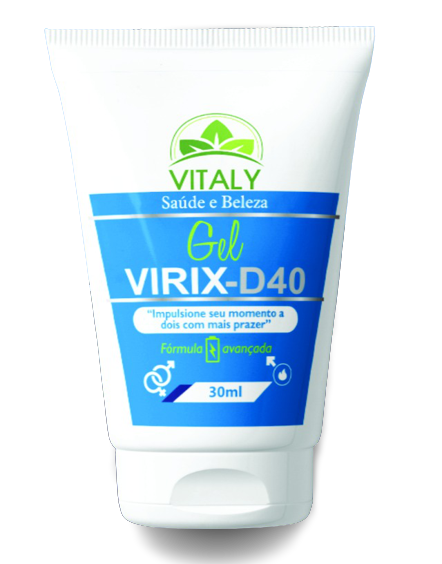 VITALY
Saúde e Beleza
Gel
VIRIX-D40
"Impulsione seu momento a
dois com mais prazer"
Fórmula avançada
30ml